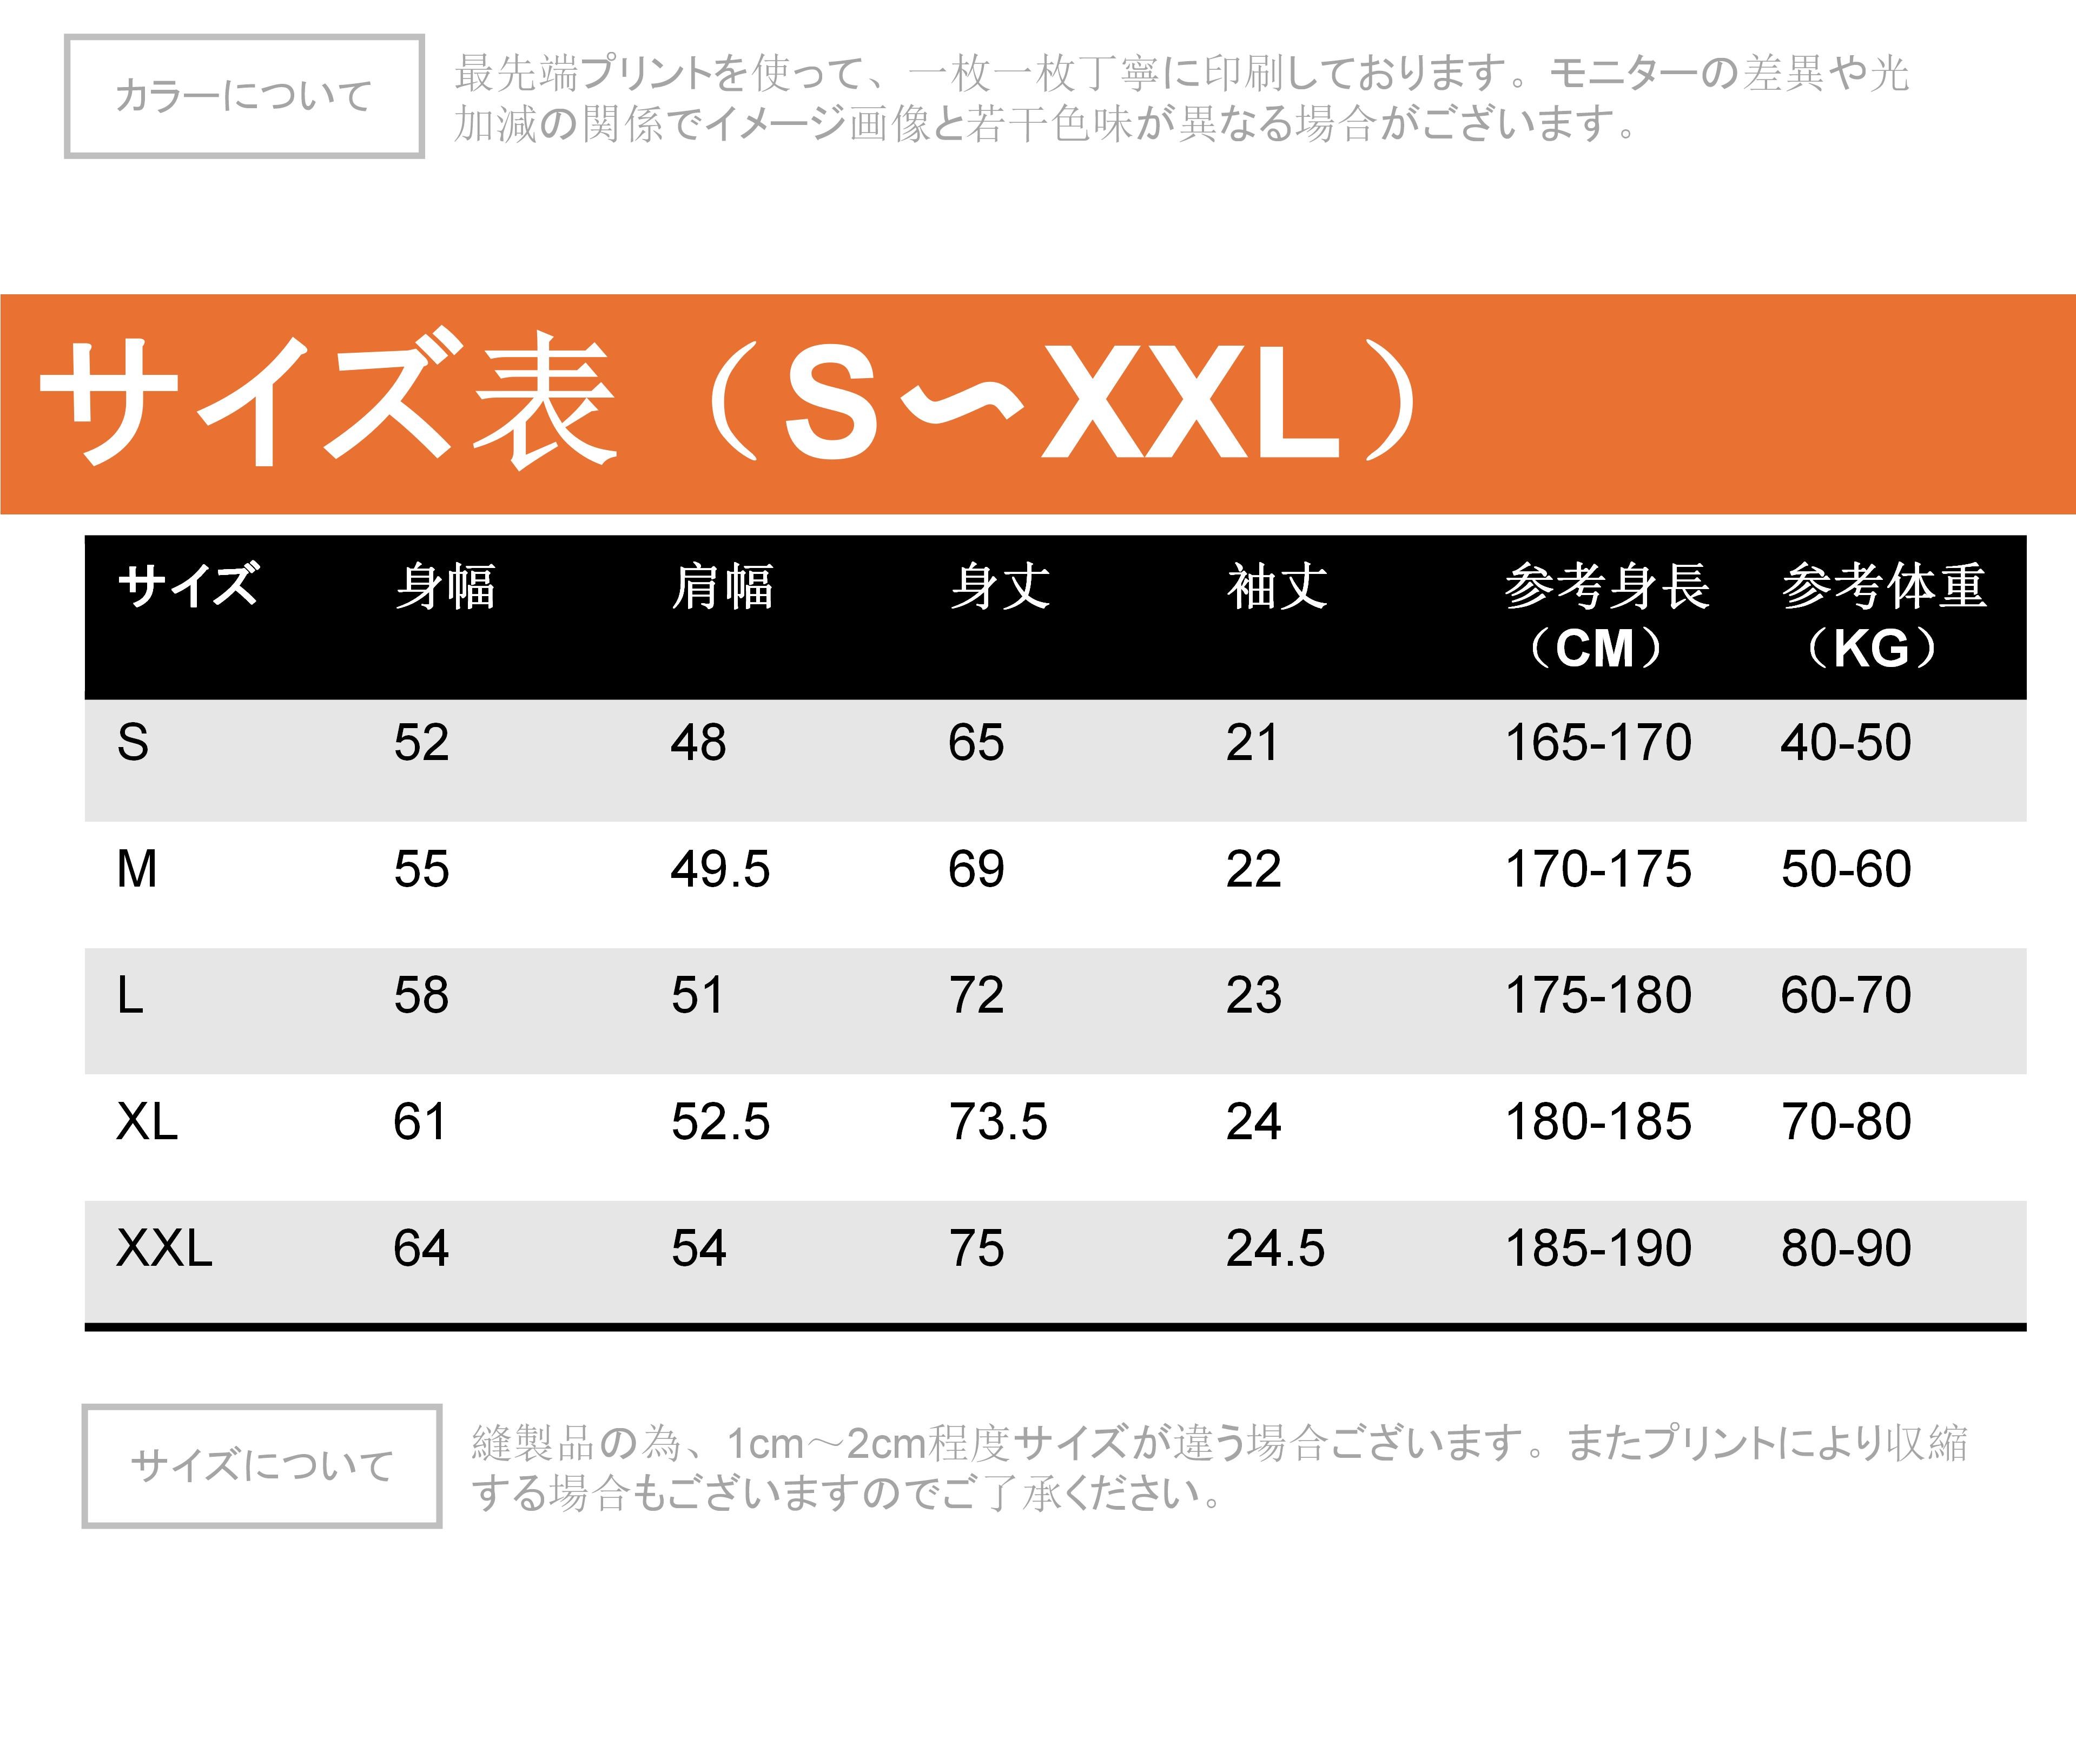 カラーについて
最先端プリントを使って、一枚一枚丁寧に印刷しております。モニターの差異や光
加減の関係でイメージ画像と若干色味が異なる場合がございます。
サイズ表（S～XXL）
サイズ 身幅 肩幅 身丈 袖丈 参考身長（CM） 参考体重（KG）
S 52 48 65 21 165-170 40-50
M 55 49.5 69 22 170-175 50-60
L 58 51 72 23 175-180 60-70
XL 61 52.5 73.5 24 180-185 70-80
XXL 64 54 75 24.5 185-190 80-90
サイズについて
縫製品の為、1cm～2cm程度サイズが違う場合ございます。またプリントにより収縮
する場合もございますのでご了承ください。